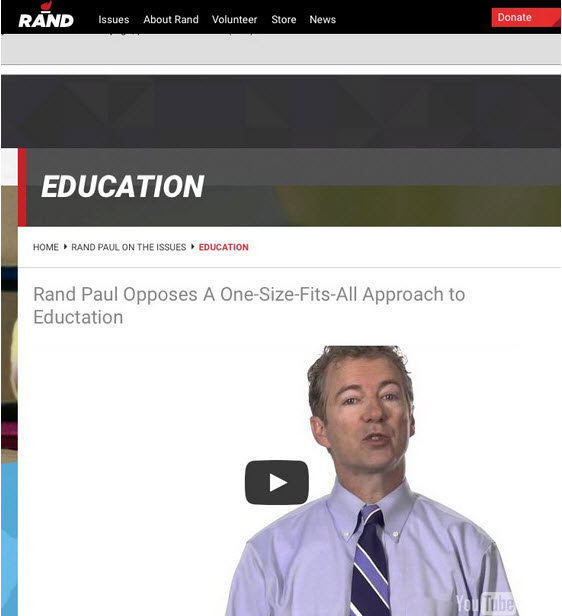 RAND Issues About Rand Volunteer Store News Donate
EDUCATION
HOME RAND PAUL ON THE ISSUES EDUCATION
Rand Paul Opposes A One-Size-Fits-All Approach to
Eductation
YouTube